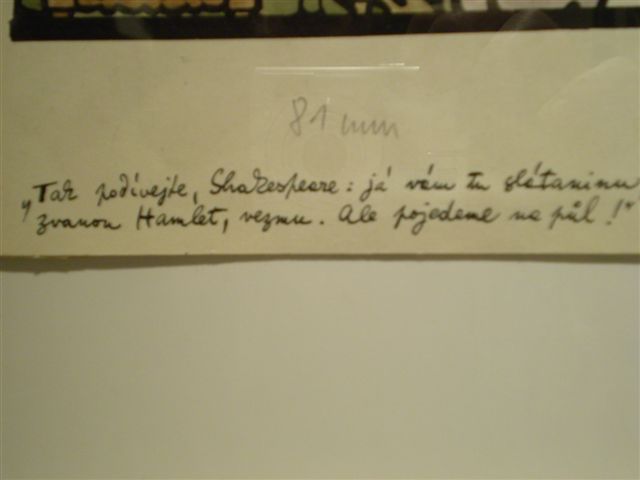 81 mm
„Tak podívejte, Shakespeare: já vám tu slátaninu
zvanou Hamlet, vezmu. Ale pojedeme na půl!"